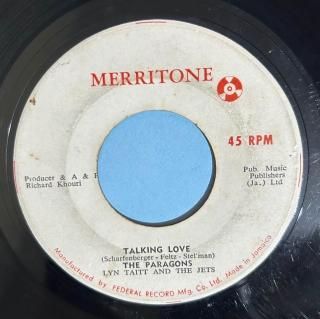 MERRITONE
45 RPM
Producer & A & R
Richard Khouri
Pub. Music
Publishers
(Ja.) Ltd
TALKING LOVE
(Scharfenberger - Feltz - Stel'man)
THE PARAGONS
LYN TAITT AND THE JETS
Manufactured by FEDERAL RECORD Mfg. Co. Ltd. Made in Jamaica